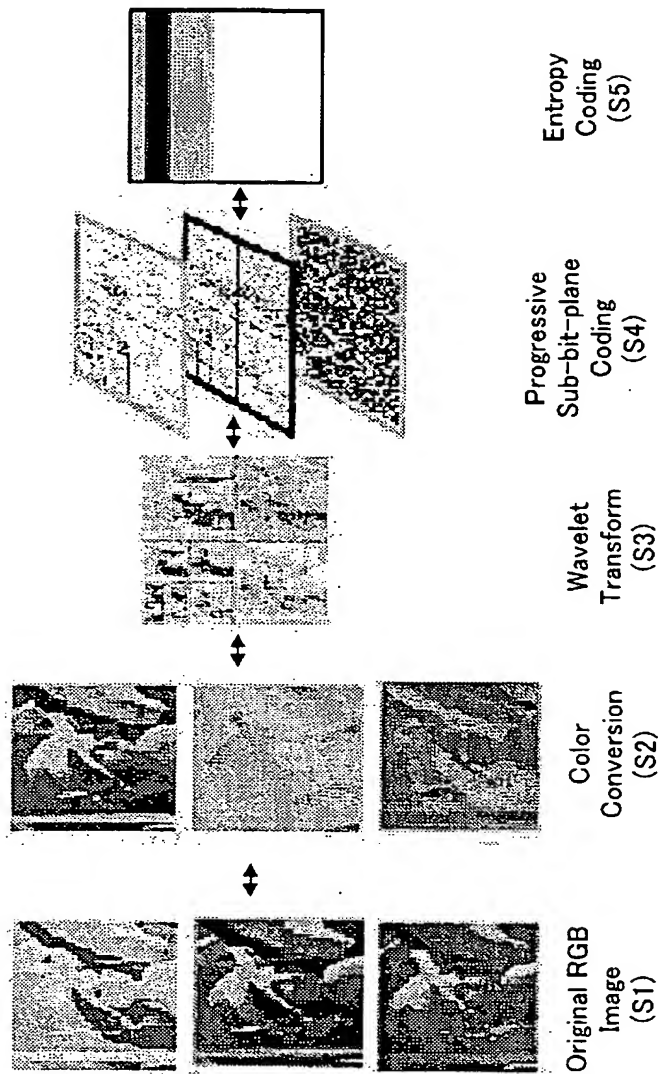 Original RGB
Image
(S1)
Color
Conversion
(S2)
Wavelet
Transform
(S3)
Progressive
Sub-bit-plane
Coding
(S4)
Entropy
Coding
(S5)